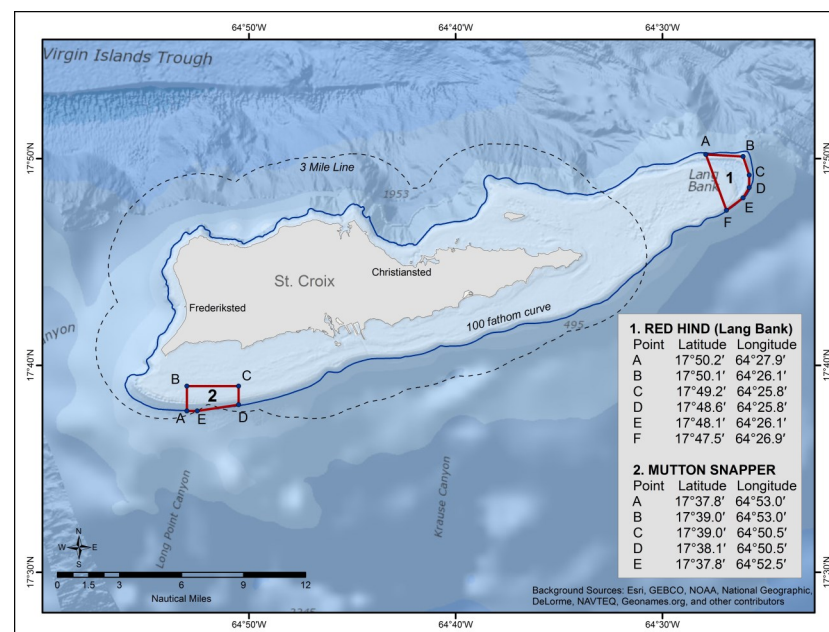 64°50'W 64°40'W 64°30'W
Virgin Islands Trough
17°50'N 17°50'N
3 Mile Line
1953
A
B
Lang
Bank
1
C
D
E
F
Christiansted
St. Croix
Frederiksted
Canyon
100 fathom curve
495
17°40'N 17°40'N
B C
2
A E D
Long Point Canyon
Krause Canyon
1. RED HIND (Lang Bank)
Point Latitude Longitude
A 17°50.2′ 64°27.9′
B 17°50.1′ 64°26.1′
C 17°49.2′ 64°25.8′
D 17°48.6′ 64°25.8′
E 17°48.1′ 64°26.1′
F 17°47.5′ 64°26.9′
2. MUTTON SNAPPER
Point Latitude Longitude
A 17°37.8′ 64°53.0′
B 17°39.0′ 64°53.0′
C 17°39.0′ 64°50.5′
D 17°38.1′ 64°50.5′
E 17°37.8′ 64°52.5′
N
W E
S
17°30'N 17°30'N
0 1.5 3 6 9 12
Nautical Miles
Background Sources: Esri, GEBCO, NOAA, National Geographic,
DeLorme, NAVTEQ, Geonames.org, and other contributors
64°50'W 64°40'W 64°30'W